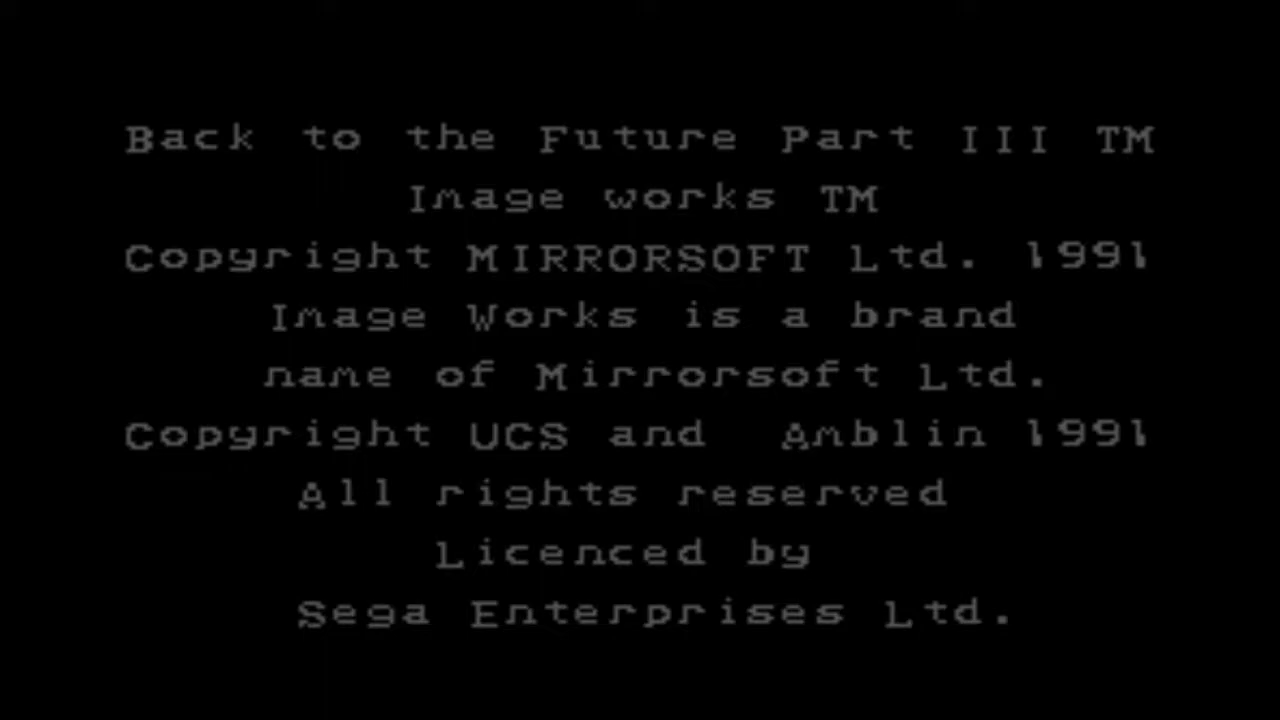 Back to the Future Part III TM
Image works TM
Copyright MIRRORSOFT Ltd. 1991
Image Works is a brand
name of Mirrorsoft Ltd.
Copyright UCS and Amblin 1991
All rights reserved
Licenced by
Sega Enterprises Ltd.